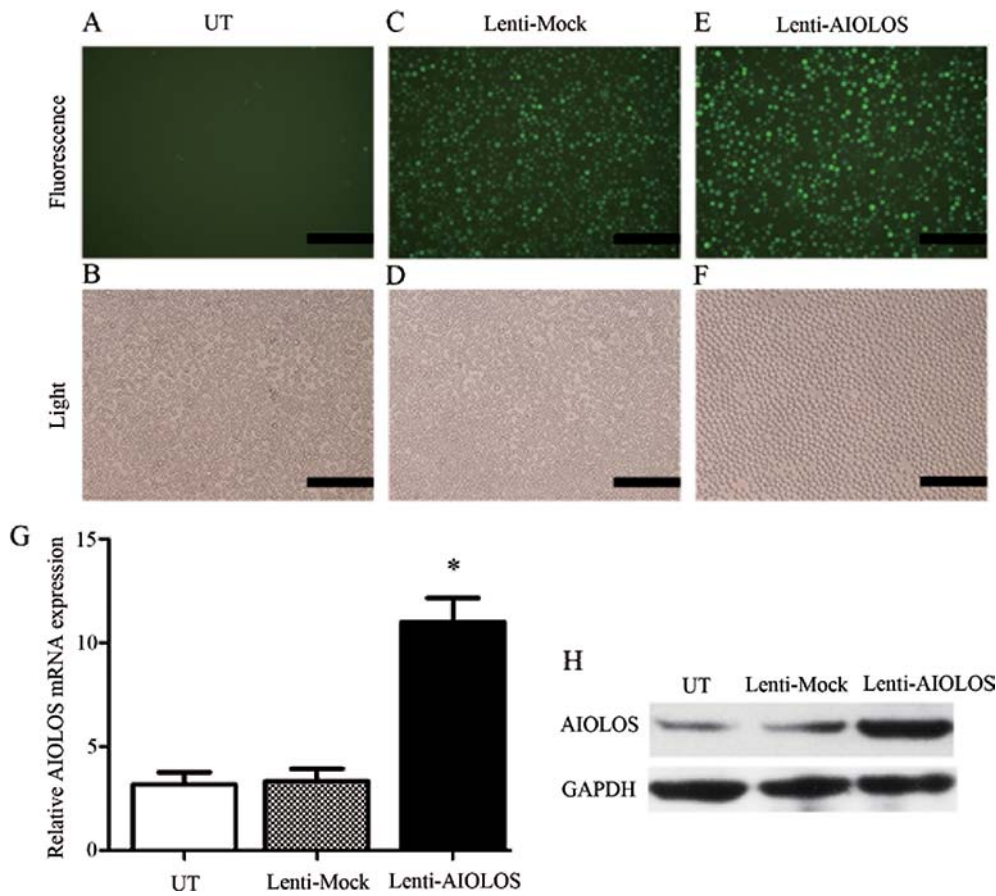 A UT C Lenti-Mock E Lenti-AIOLOS
Fluorescence
B D F
Light
G
Relative AIOLOS mRNA expression
15
10
5
0
*
UT Lenti-Mock Lenti-AIOLOS
H
UT Lenti-Mock Lenti-AIOLOS
AIOLOS
GAPDH